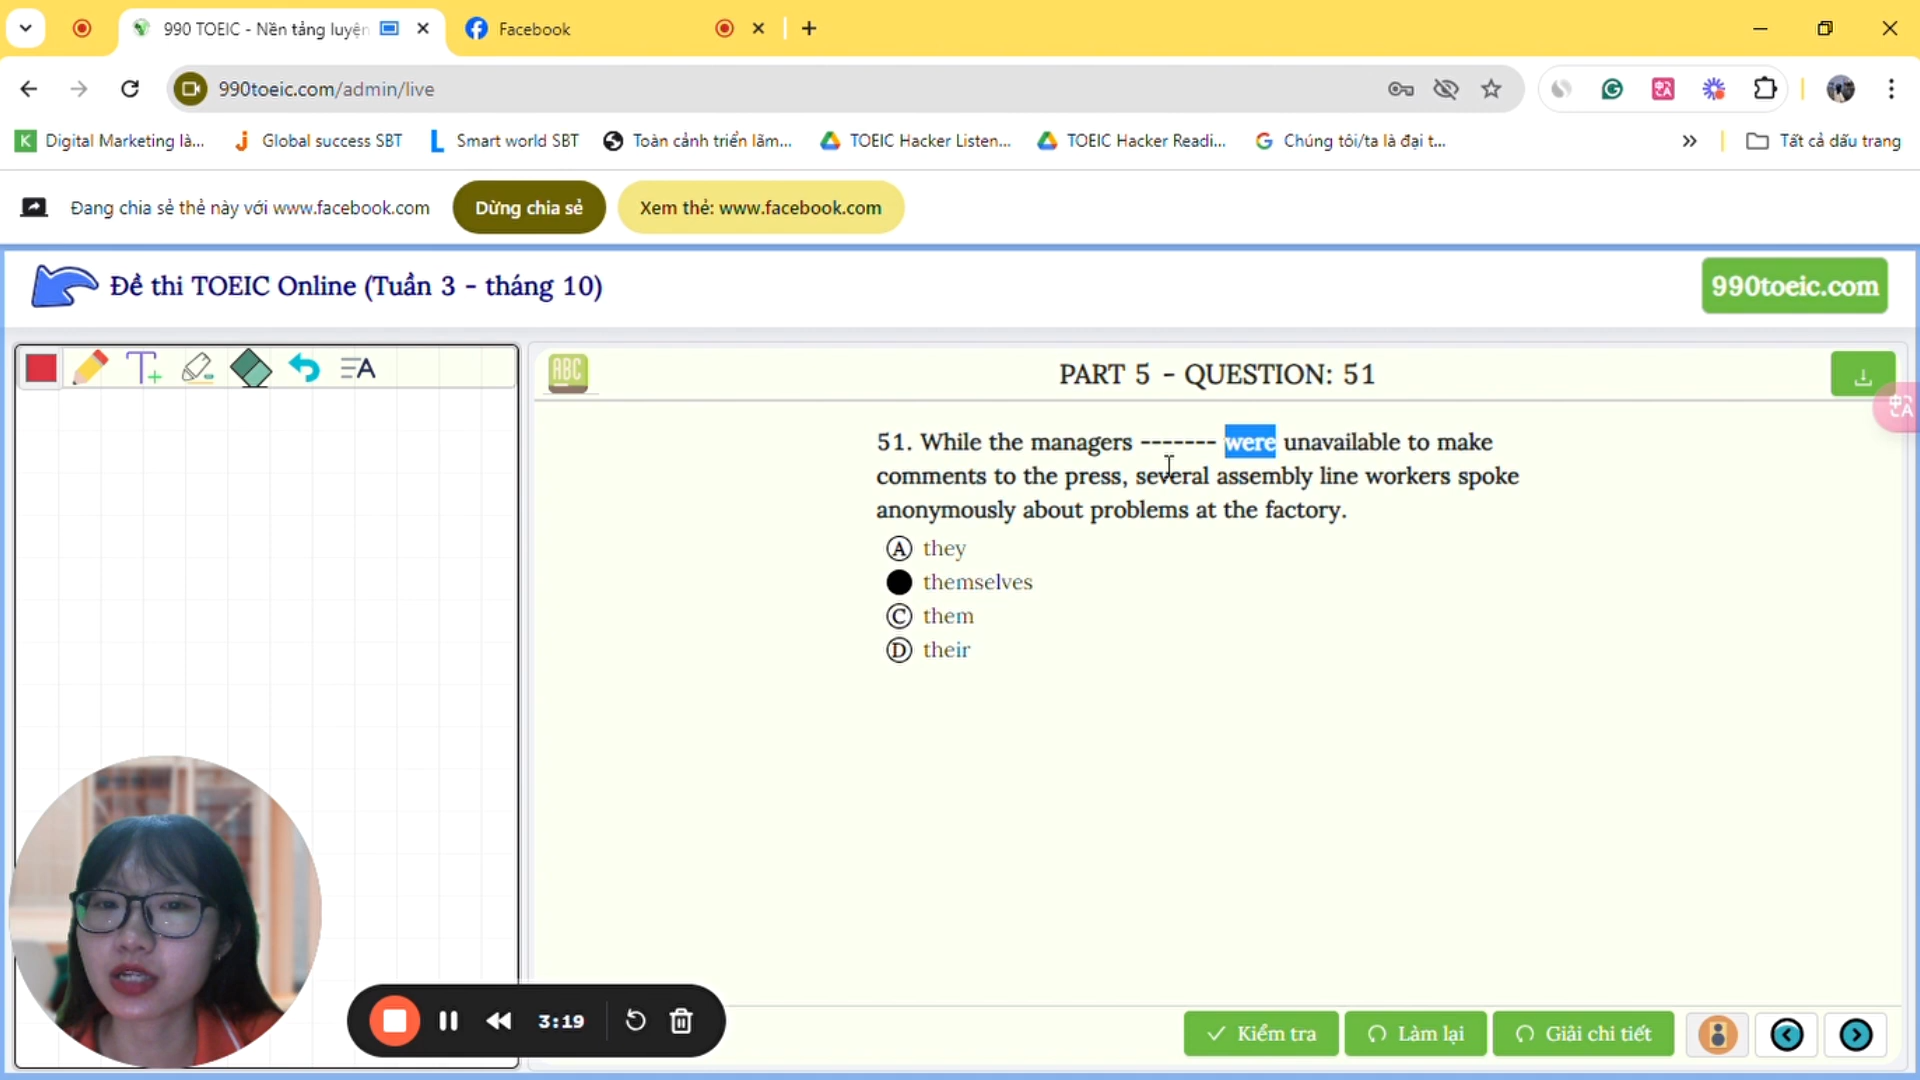 990 TOEIC - Nền tảng luyện
Facebook
990toeic.com/admin/live
Digital Marketing là...
Global success SBT
Smart world SBT
Toàn cảnh triển lãm...
TOEIC Hacker Listen...
TOEIC Hacker Readi...
Chúng tôi/ta là đại t...
Tất cả dấu trang
Đang chia sẻ thẻ này với www.facebook.com
Dừng chia sẻ
Xem thẻ: www.facebook.com
Đề thi TOEIC Online (Tuần 3 - tháng 10)
990toeic.com
ABC
PART 5 - QUESTION: 51
51. While the managers ------- were unavailable to make
comments to the press, several assembly line workers spoke
anonymously about problems at the factory.
A they
themselves
C them
D their
3:19
Kiểm tra
Làm lại
Giải chi tiết